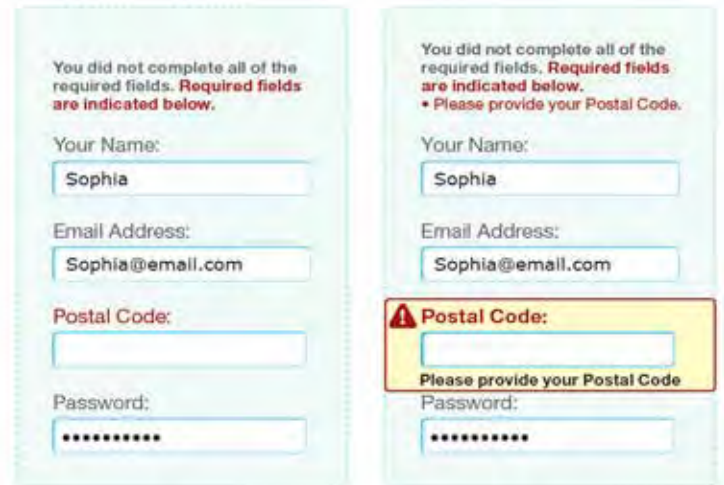 You did not complete all of the
required fields. Required fields
are indicated below.
Your Name:
Sophia
Email Address:
Sophia@email.com
Postal Code:
Password:
••••••••••
You did not complete all of the
required fields. Required fields
are indicated below.
• Please provide your Postal Code.
Your Name:
Sophia
Email Address:
Sophia@email.com
Postal Code:
Please provide your Postal Code
Password:
••••••••••